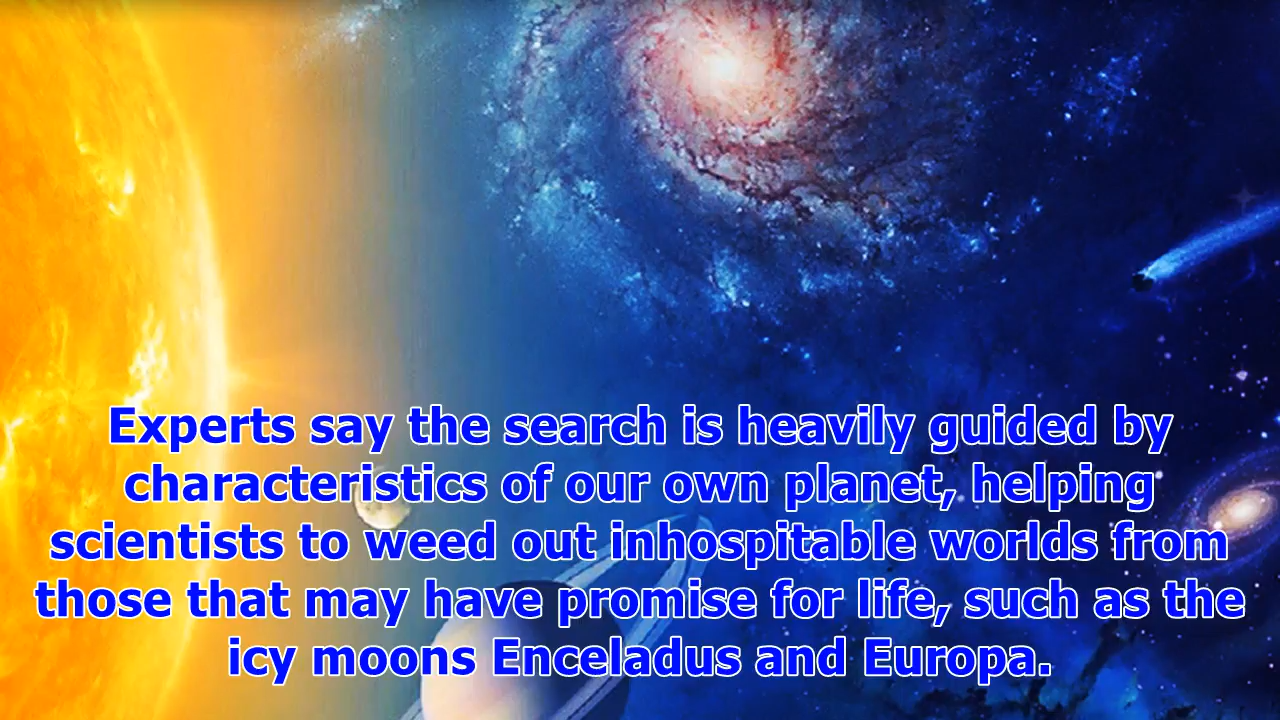 Experts say the search is heavily guided by
characteristics of our own planet, helping
scientists to weed out inhospitable worlds from
those that may have promise for life, such as the
icy moons Enceladus and Europa.